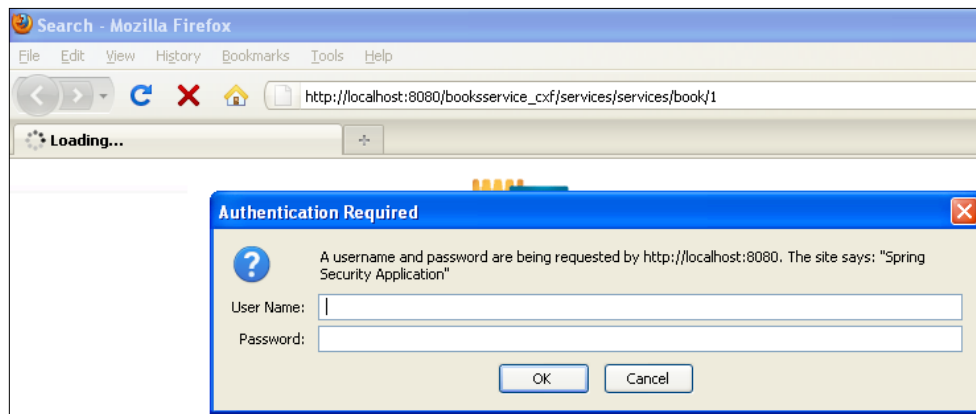 Search - Mozilla Firefox
File Edit View History Bookmarks Tools Help
http://localhost:8080/booksservice_cxf/services/services/book/1
Loading...
Authentication Required
A username and password are being requested by http://localhost:8080. The site says: "Spring
Security Application"
User Name:
Password:
OK Cancel